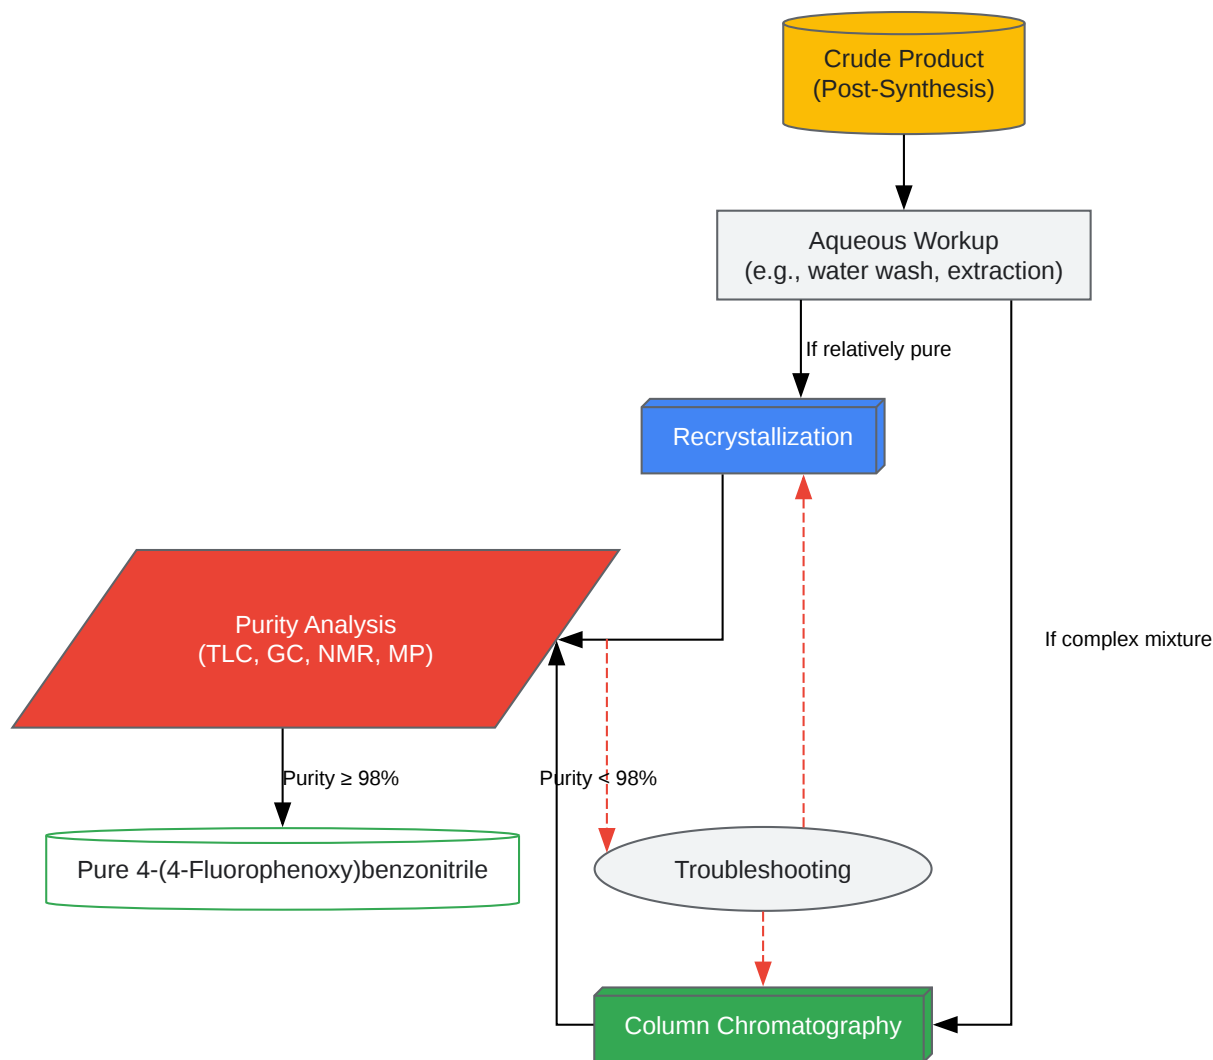 Crude Product
(Post-Synthesis)
Aqueous Workup
(e.g., water wash, extraction)
If relatively pure
Recrystallization
Purity Analysis
(TLC, GC, NMR, MP)
If complex mixture
Purity ≥ 98%
Purity < 98%
Pure 4-(4-Fluorophenoxy)benzonitrile
Troubleshooting
Column Chromatography